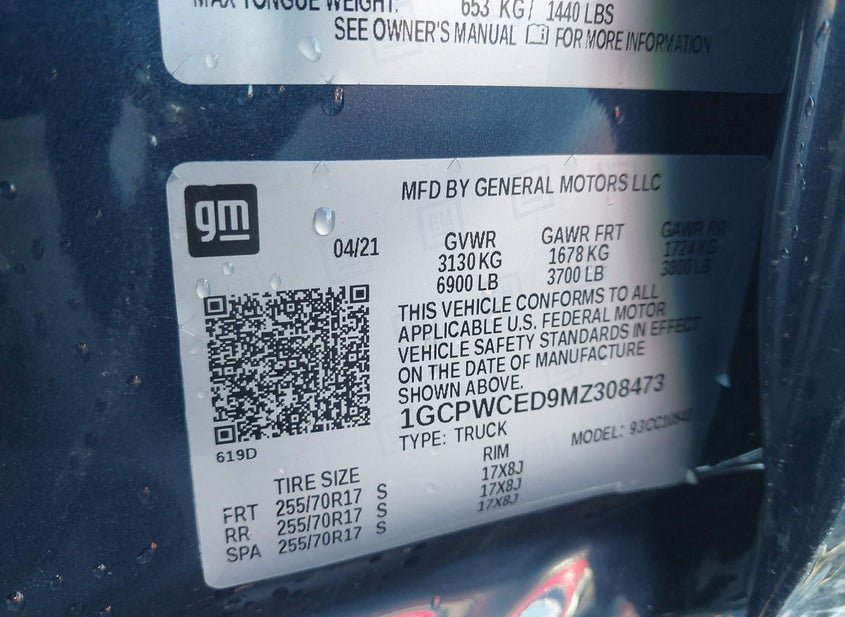 MAX TONGUE WEIGHT: 653 KG / 1440 LBS
SEE OWNER'S MANUAL FOR MORE INFORMATION
gm
MFD BY GENERAL MOTORS LLC
04/21
GVWR GAWR FRT GAWR RR
3130 KG 1678 KG 1724 KG
6900 LB 3700 LB 3800 LB
THIS VEHICLE CONFORMS TO ALL
APPLICABLE U.S. FEDERAL MOTOR
VEHICLE SAFETY STANDARDS IN EFFECT
ON THE DATE OF MANUFACTURE
SHOWN ABOVE.
1GCPWCED9MZ308473
TYPE: TRUCK MODEL:
619D
TIRE SIZE RIM
FRT 255/70R17 S 17X8J
RR 255/70R17 S 17X8J
SPA 255/70R17 S 17X8J